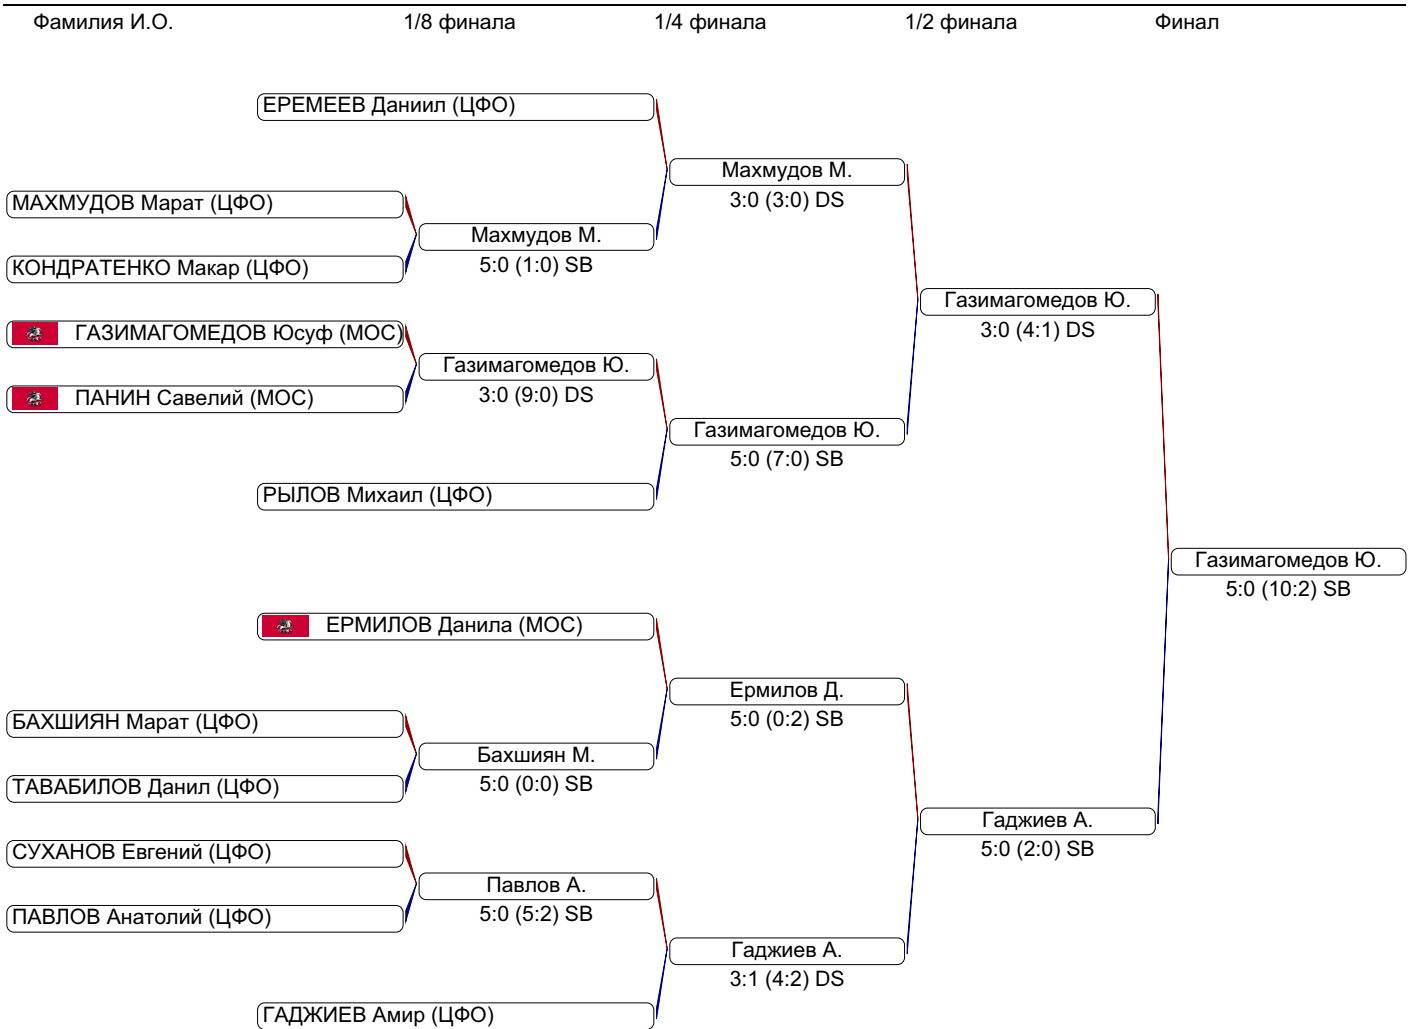 Фамилия И.О. 1/8 финала 1/4 финала 1/2 финала Финал
ЕРЕМЕЕВ Даниил (ЦФО)
Махмудов М.
3:0 (3:0) DS
МАХМУДОВ Марат (ЦФО)
Махмудов М.
5:0 (1:0) SB
КОНДРАТЕНКО Макар (ЦФО)
Газимагомедов Ю.
3:0 (4:1) DS
ГАЗИМАГОМЕДОВ Юсуф (МОС)
Газимагомедов Ю.
3:0 (9:0) DS
ПАНИН Савелий (МОС)
Газимагомедов Ю.
5:0 (7:0) SB
РЫЛОВ Михаил (ЦФО)
Газимагомедов Ю.
5:0 (10:2) SB
ЕРМИЛОВ Данила (МОС)
Ермилов Д.
5:0 (0:2) SB
БАХШИЯН Марат (ЦФО)
Бахшиян М.
5:0 (0:0) SB
ТАВАБИЛОВ Данил (ЦФО)
Гаджиев А.
5:0 (2:0) SB
СУХАНОВ Евгений (ЦФО)
Павлов А.
5:0 (5:2) SB
ПАВЛОВ Анатолий (ЦФО)
Гаджиев А.
3:1 (4:2) DS
ГАДЖИЕВ Амир (ЦФО)